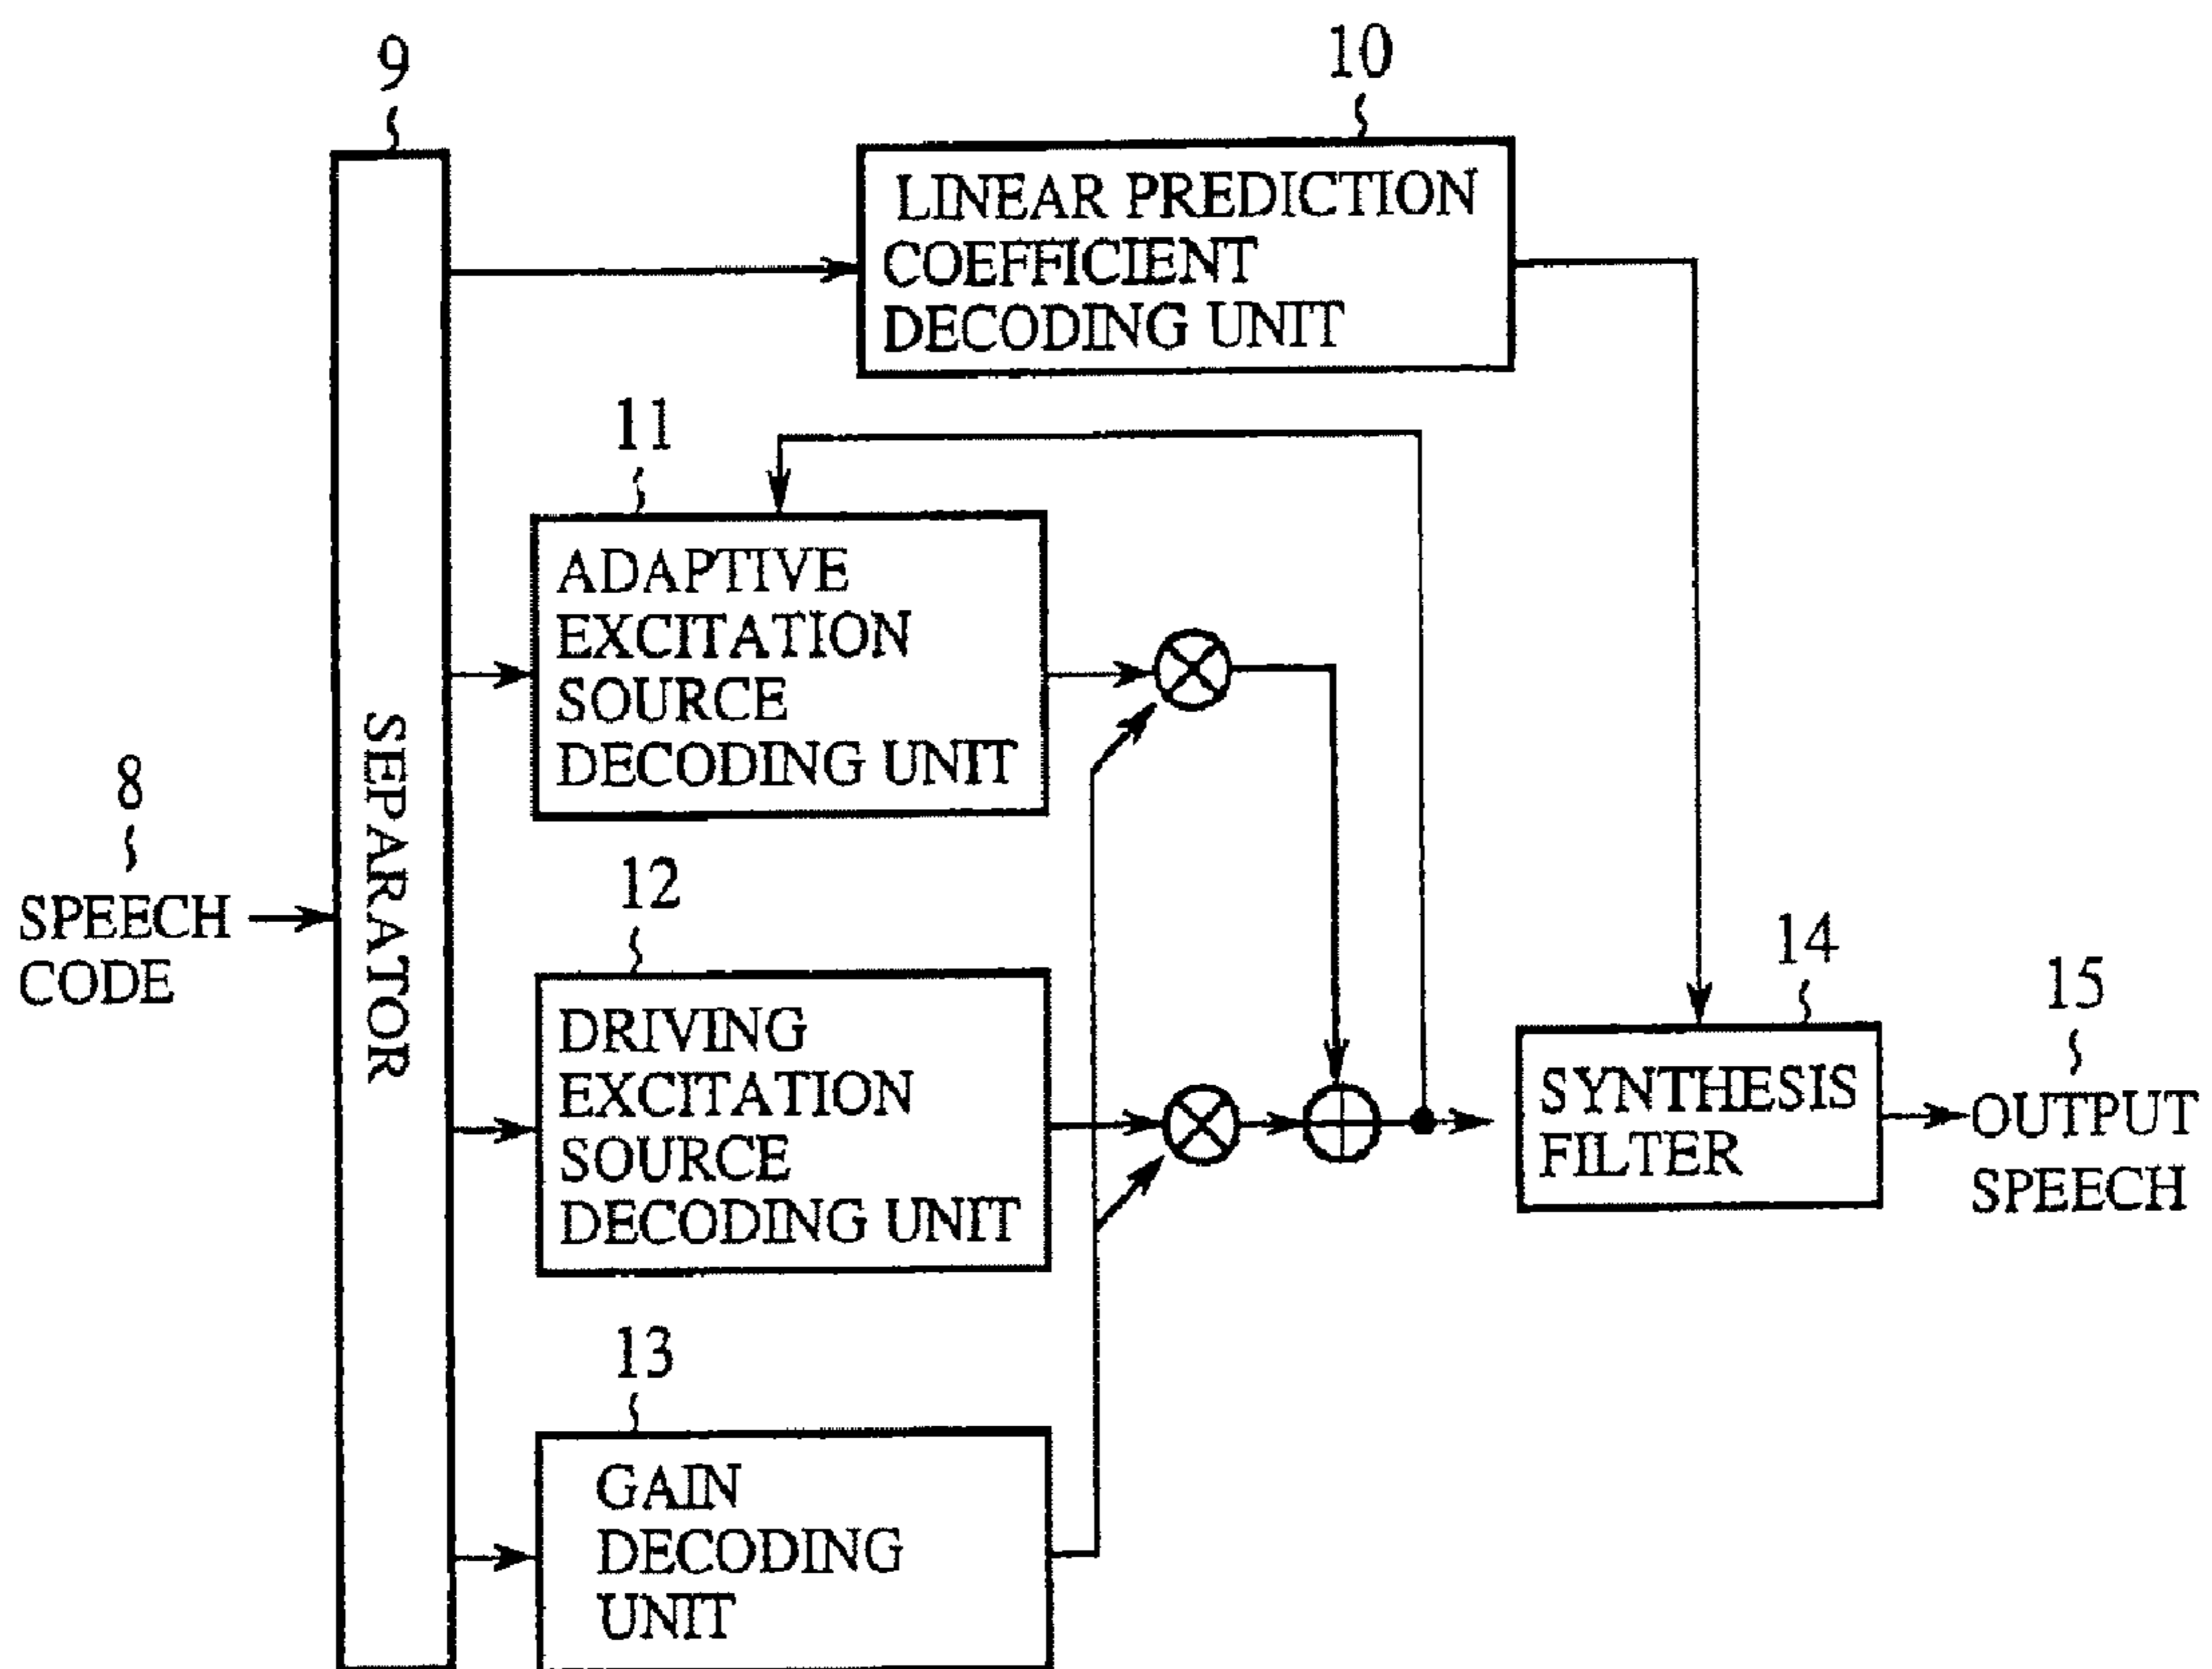 9
10
LINEAR PREDICTION
COEFFICIENT
DECODING UNIT
11
ADAPTIVE
EXCITATION
SOURCE
DECODING UNIT
8
SPEECH
CODE
SEPARATOR
12
DRIVING
EXCITATION
SOURCE
DECODING UNIT
14
SYNTHESIS
FILTER
15
OUTPUT
SPEECH
13
GAIN
DECODING
UNIT